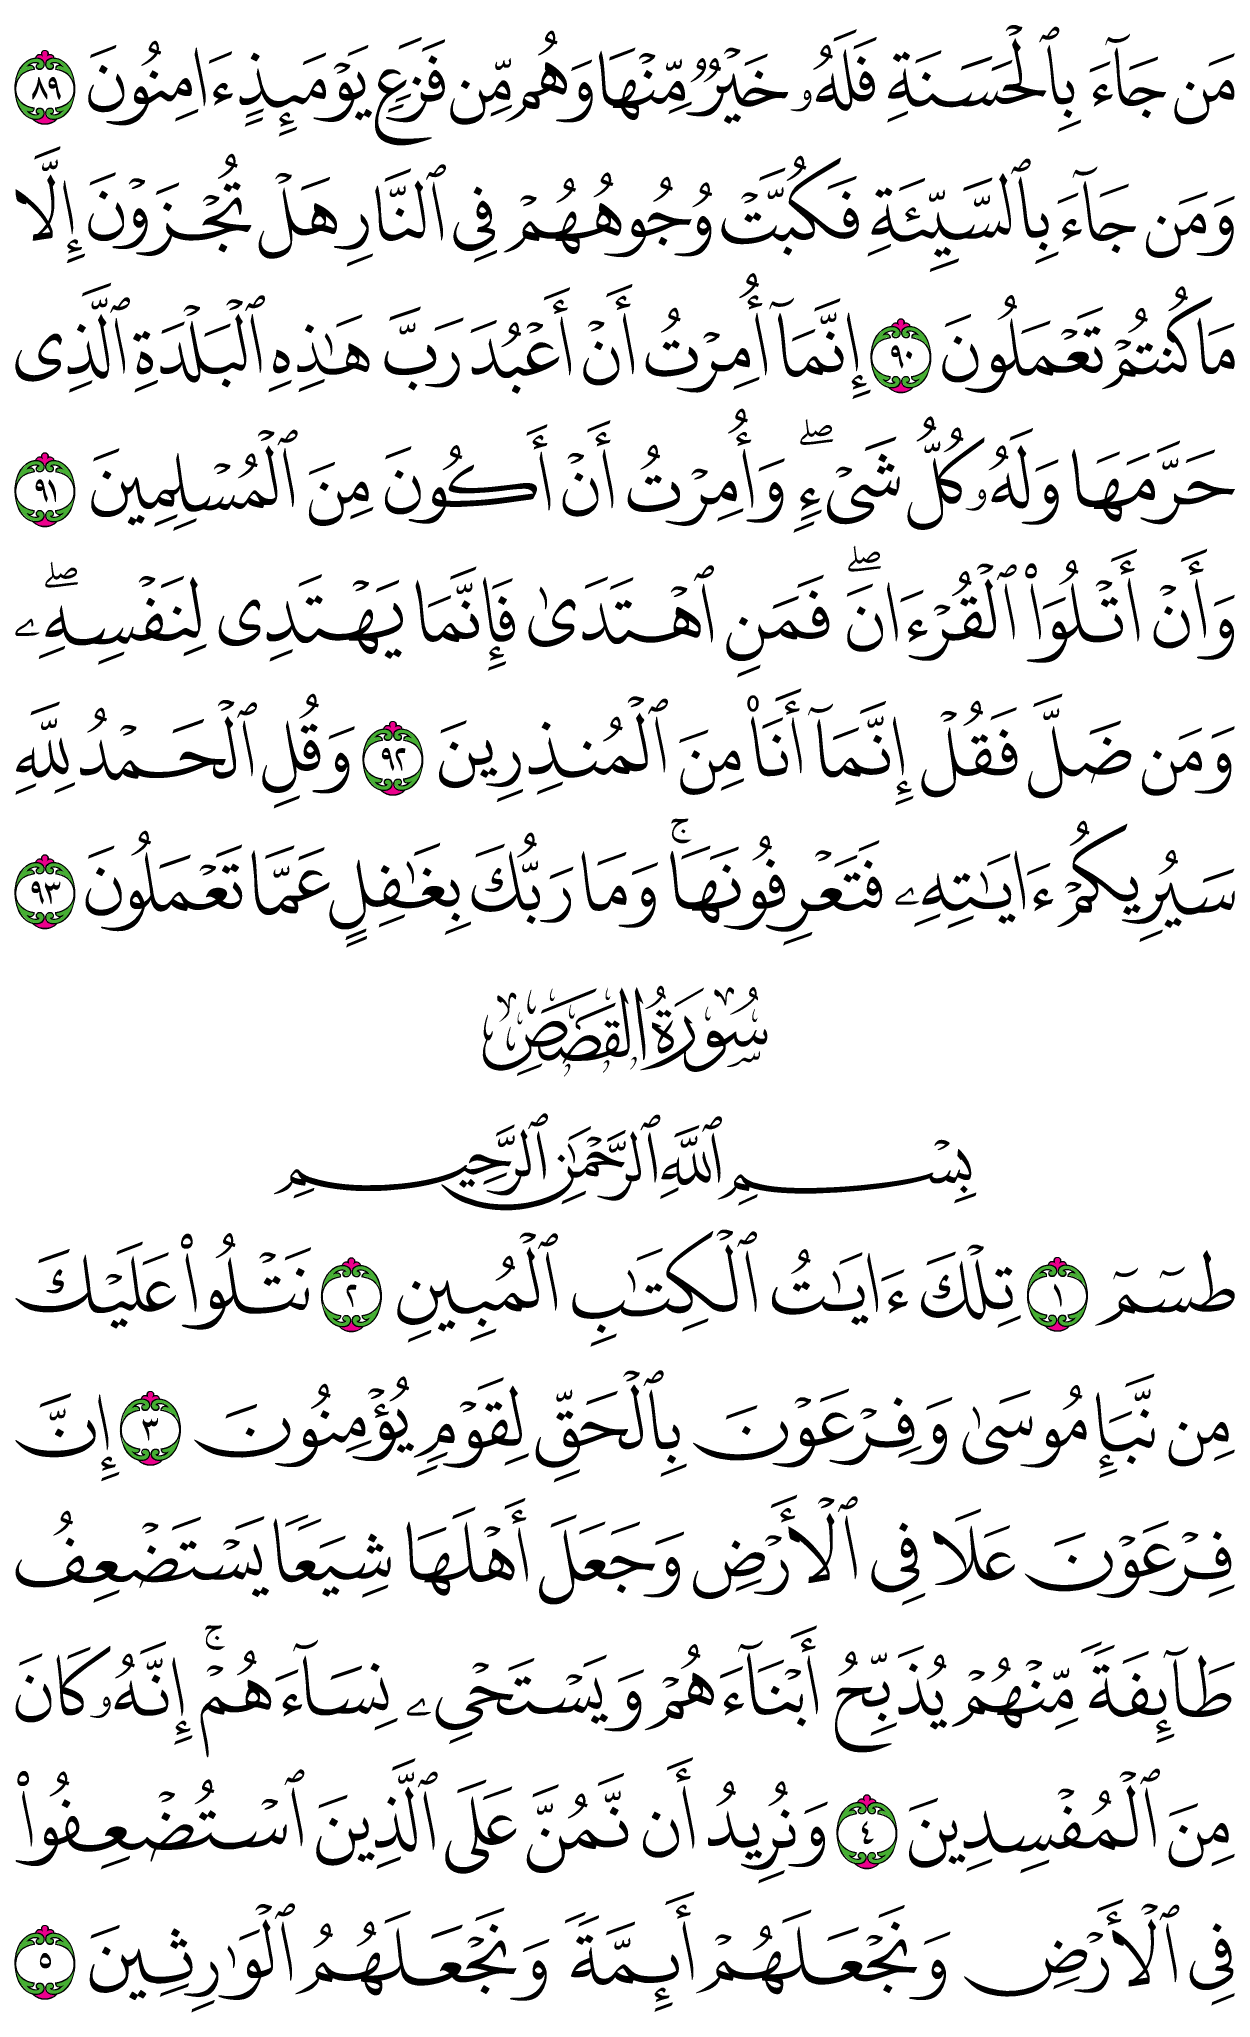 مَن جَآءَ بِٱلْحَسَنَةِ فَلَهُۥ خَيْرٌ مِّنْهَا وَهُم مِّن فَزَعٍ يَوْمَئِذٍ ءَامِنُونَ ٨٩
وَمَن جَآءَ بِٱلسَّيِّئَةِ فَكُبَّتْ وُجُوهُهُمْ فِى ٱلنَّارِ هَلْ تُجْزَوْنَ إِلَّا
مَا كُنتُمْ تَعْمَلُونَ ٩٠ إِنَّمَآ أُمِرْتُ أَنْ أَعْبُدَ رَبَّ هَـٰذِهِ ٱلْبَلْدَةِ ٱلَّذِى
حَرَّمَهَا وَلَهُۥ كُلُّ شَىْءٍۖ وَأُمِرْتُ أَنْ أَكُونَ مِنَ ٱلْمُسْلِمِينَ ٩١
وَأَنْ أَتْلُوَا۟ ٱلْقُرْءَانَۖ فَمَنِ ٱهْتَدَىٰ فَإِنَّمَا يَهْتَدِى لِنَفْسِهِۦۖ
وَمَن ضَلَّ فَقُلْ إِنَّمَآ أَنَا۠ مِنَ ٱلْمُنذِرِينَ ٩٢ وَقُلِ ٱلْحَمْدُ لِلَّهِ
سَيُرِيكُمْ ءَايَـٰتِهِۦ فَتَعْرِفُونَهَاۚ وَمَا رَبُّكَ بِغَـٰفِلٍ عَمَّا تَعْمَلُونَ ٩٣
سُورَةُ القَصَصِ
بِسْمِ ٱللَّهِ ٱلرَّحْمَـٰنِ ٱلرَّحِيمِ
طسٓمٓ ١ تِلْكَ ءَايَـٰتُ ٱلْكِتَـٰبِ ٱلْمُبِينِ ٢ نَتْلُوا۟ عَلَيْكَ
مِن نَّبَإِ مُوسَىٰ وَفِرْعَوْنَ بِٱلْحَقِّ لِقَوْمٍ يُؤْمِنُونَ ٣ إِنَّ
فِرْعَوْنَ عَلَا فِى ٱلْأَرْضِ وَجَعَلَ أَهْلَهَا شِيَعًا يَسْتَضْعِفُ
طَآئِفَةً مِّنْهُمْ يُذَبِّحُ أَبْنَآءَهُمْ وَيَسْتَحْىِۦ نِسَآءَهُمْۚ إِنَّهُۥ كَانَ
مِنَ ٱلْمُفْسِدِينَ ٤ وَنُرِيدُ أَن نَّمُنَّ عَلَى ٱلَّذِينَ ٱسْتُضْعِفُوا۟
فِى ٱلْأَرْضِ وَنَجْعَلَهُمْ أَئِمَّةً وَنَجْعَلَهُمُ ٱلْوَٰرِثِينَ ٥